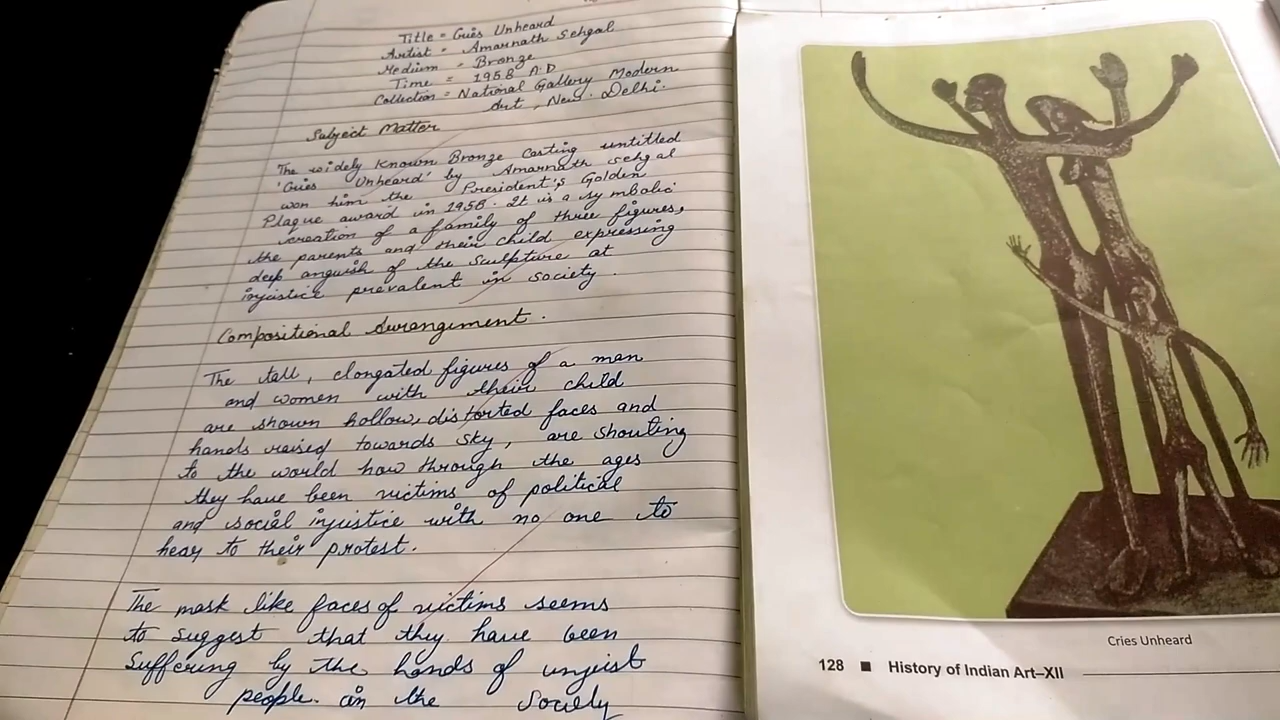 Title = Cries Unheard
Artist = Amarnath Sehgal
Medium = Bronze
Time = 1958 A.D
Collection = National Gallery Modern
Art, New Delhi.
Subject Matter
The widely known Bronze Casting untitled
'Cries Unheard' by Amarnath Sehgal
won him the President's Golden
Plaque award in 1958. It is a symbolic
creation of a family of three figures,
the parents and their child expressing
deep anguish of the sculpture at
injustice prevalent in society.
Compositional Arrangement.
The tall, elongated figures of a man
and women with their child
are shown hollow, distorted faces and
hands raised towards sky, are shouting
to the world how through the ages
they have been victims of political
and social injustice with no one to
hear to their protest.
The mask like faces of victims seems
to suggest that they have been
Suffering by the hands of unjust
people. in the Society
Cries Unheard
128 ■ History of Indian Art–XII